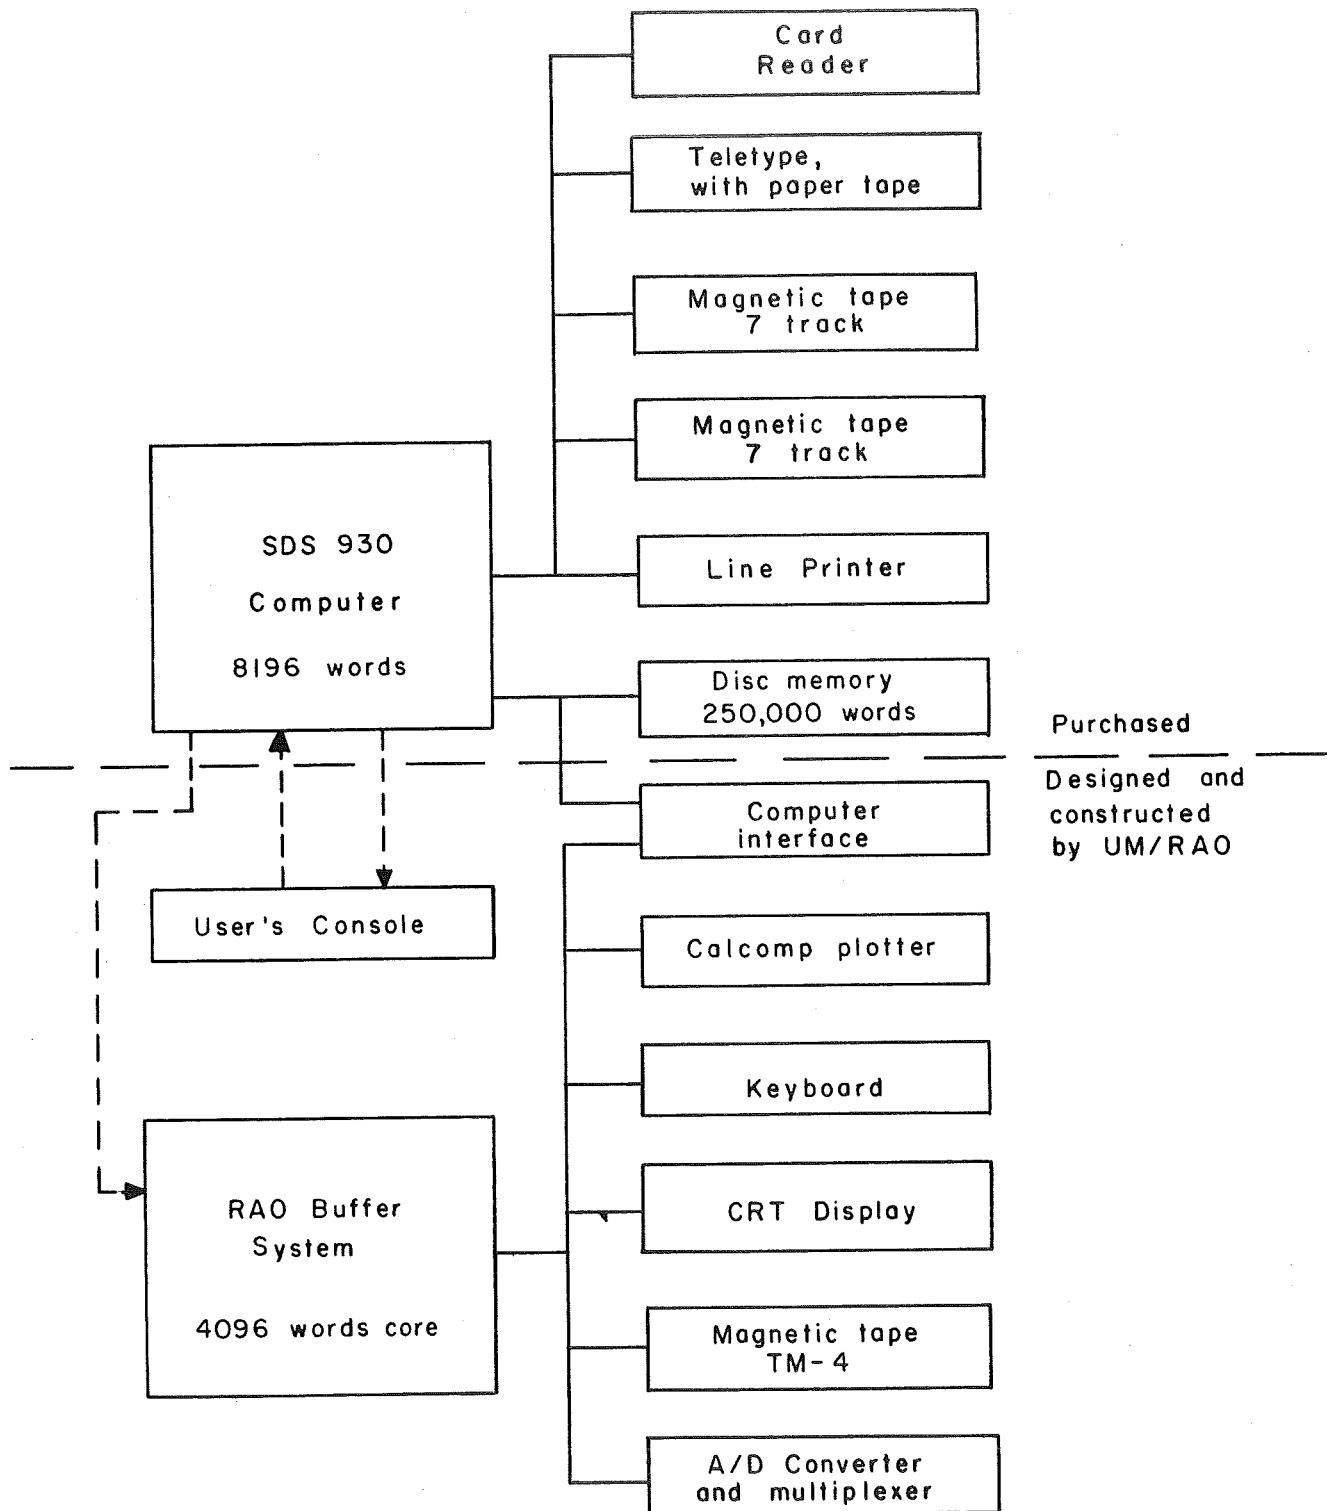 Card
Reader
Teletype,
with paper tape
Magnetic tape
7 track
Magnetic tape
7 track
SDS 930
Computer
8196 words
Line Printer
Disc memory
250,000 words
Purchased
Designed and
constructed
by UM/RAO
Computer
interface
User's Console
Calcomp plotter
Keyboard
RAO Buffer
System
4096 words core
CRT Display
Magnetic tape
TM-4
A/D Converter
and multiplexer